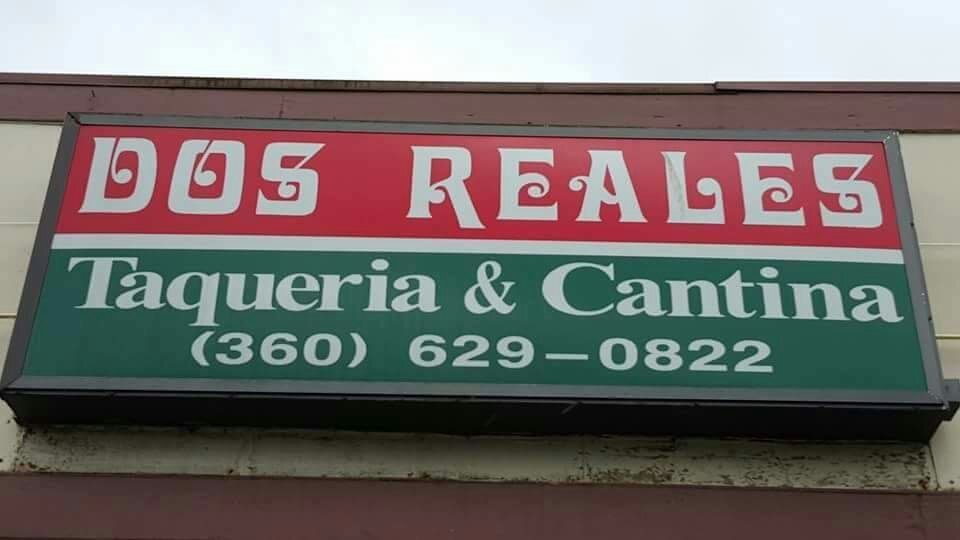 DOS REALES
Taqueria & Cantina
(360) 629-0822